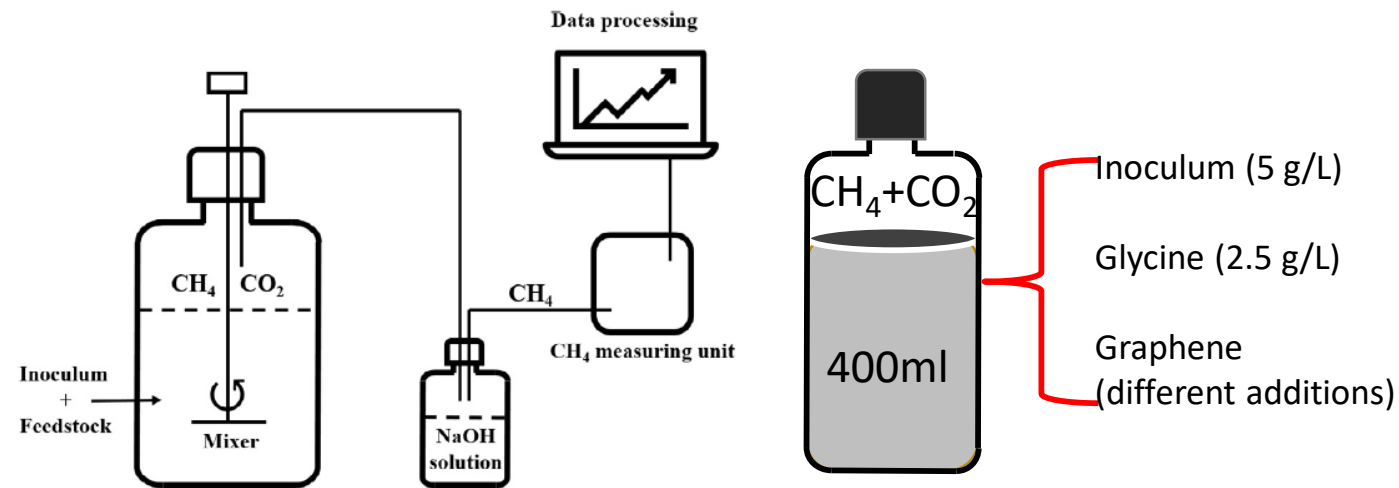 Data processing
CH₄ CO₂
CH₄
CH₄ measuring unit
Inoculum
+
Feedstock
Mixer
NaOH
solution
CH₄+CO₂
400ml
Inoculum (5 g/L)
Glycine (2.5 g/L)
Graphene
(different additions)